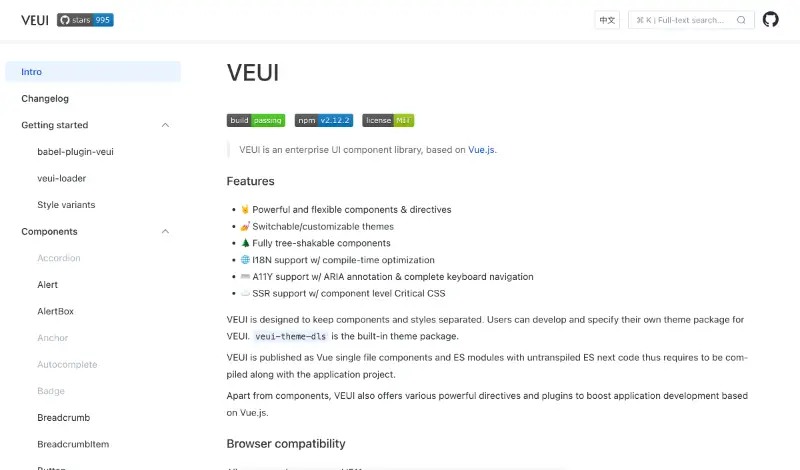 VEUI
stars 995
中文
⌘ K | Full-text search...
Intro
Changelog
Getting started
babel-plugin-veui
veui-loader
Style variants
Components
Accordion
Alert
AlertBox
Anchor
Autocomplete
Badge
Breadcrumb
BreadcrumbItem
VEUI
build passing
npm v2.12.2
license MIT
VEUI is an enterprise UI component library, based on Vue.js.
Features
• 🤘 Powerful and flexible components & directives
• 💅 Switchable/customizable themes
• 🌲 Fully tree-shakable components
• 🌐 I18N support w/ compile-time optimization
• ⌨️ A11Y support w/ ARIA annotation & complete keyboard navigation
• ☁️ SSR support w/ component level Critical CSS
VEUI is designed to keep components and styles separated. Users can develop and specify their own theme package for
VEUI. veui-theme-dls is the built-in theme package.
VEUI is published as Vue single file components and ES modules with untranspiled ES next code thus requires to be com-
piled along with the application project.
Apart from components, VEUI also offers various powerful directives and plugins to boost application development based
on Vue.js.
Browser compatibility